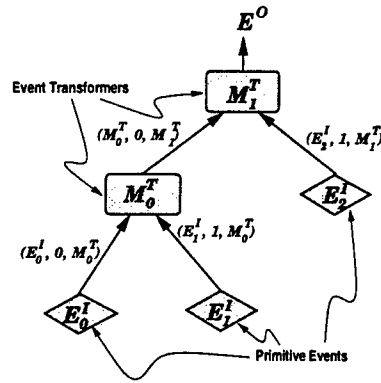 E^O
Event Transformers
M_1^T
(M_0^T, 0, M_1^T)
(E_2^I, 1, M_1^T)
M_0^T
E_2^I
(E_0^I, 0, M_0^T)
(E_1^I, 1, M_0^T)
E_0^I
E_1^I
Primitive Events